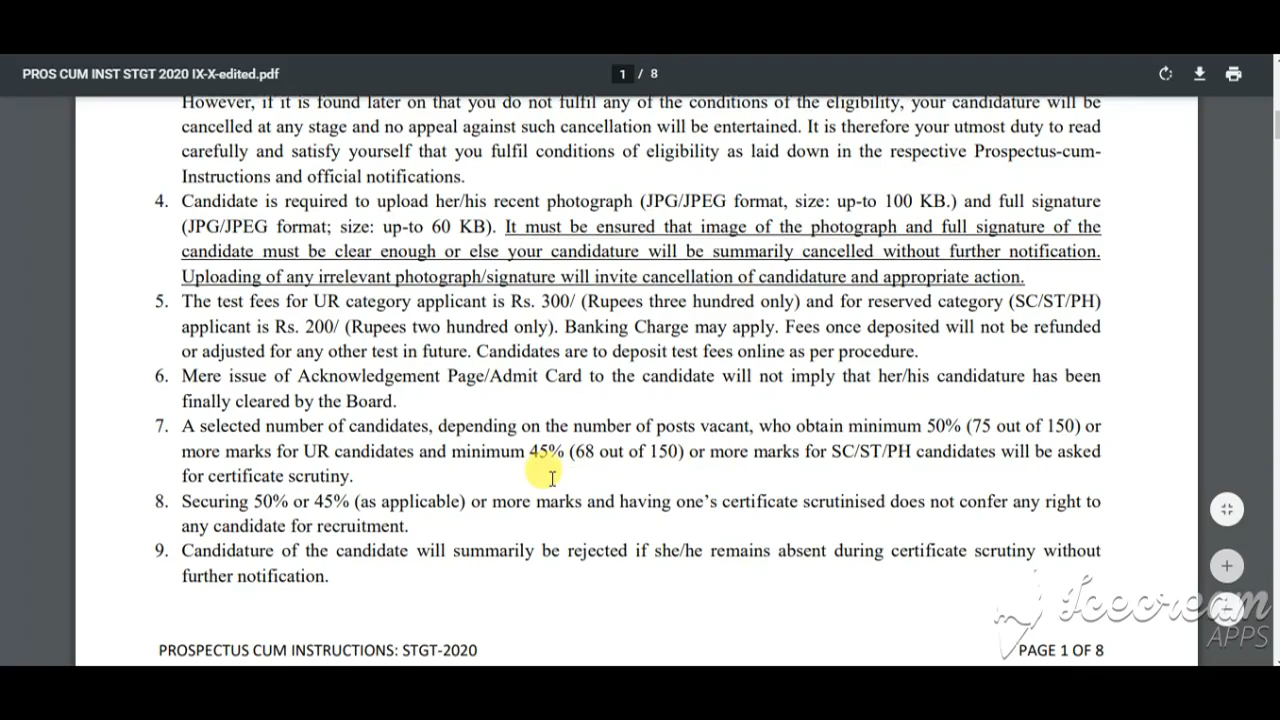 PROS CUM INST STGT 2020 IX-X-edited.pdf
1 / 8
However, if it is found later on that you do not fulfil any of the conditions of the eligibility, your candidature will be
cancelled at any stage and no appeal against such cancellation will be entertained. It is therefore your utmost duty to read
carefully and satisfy yourself that you fulfil conditions of eligibility as laid down in the respective Prospectus-cum-
Instructions and official notifications.
4. Candidate is required to upload her/his recent photograph (JPG/JPEG format, size: up-to 100 KB.) and full signature
(JPG/JPEG format; size: up-to 60 KB). It must be ensured that image of the photograph and full signature of the
candidate must be clear enough or else your candidature will be summarily cancelled without further notification.
Uploading of any irrelevant photograph/signature will invite cancellation of candidature and appropriate action.
5. The test fees for UR category applicant is Rs. 300/ (Rupees three hundred only) and for reserved category (SC/ST/PH)
applicant is Rs. 200/ (Rupees two hundred only). Banking Charge may apply. Fees once deposited will not be refunded
or adjusted for any other test in future. Candidates are to deposit test fees online as per procedure.
6. Mere issue of Acknowledgement Page/Admit Card to the candidate will not imply that her/his candidature has been
finally cleared by the Board.
7. A selected number of candidates, depending on the number of posts vacant, who obtain minimum 50% (75 out of 150) or
more marks for UR candidates and minimum 45% (68 out of 150) or more marks for SC/ST/PH candidates will be asked
for certificate scrutiny.
8. Securing 50% or 45% (as applicable) or more marks and having one’s certificate scrutinised does not confer any right to
any candidate for recruitment.
9. Candidature of the candidate will summarily be rejected if she/he remains absent during certificate scrutiny without
further notification.
Icecream
APPS
PROSPECTUS CUM INSTRUCTIONS: STGT-2020
PAGE 1 OF 8